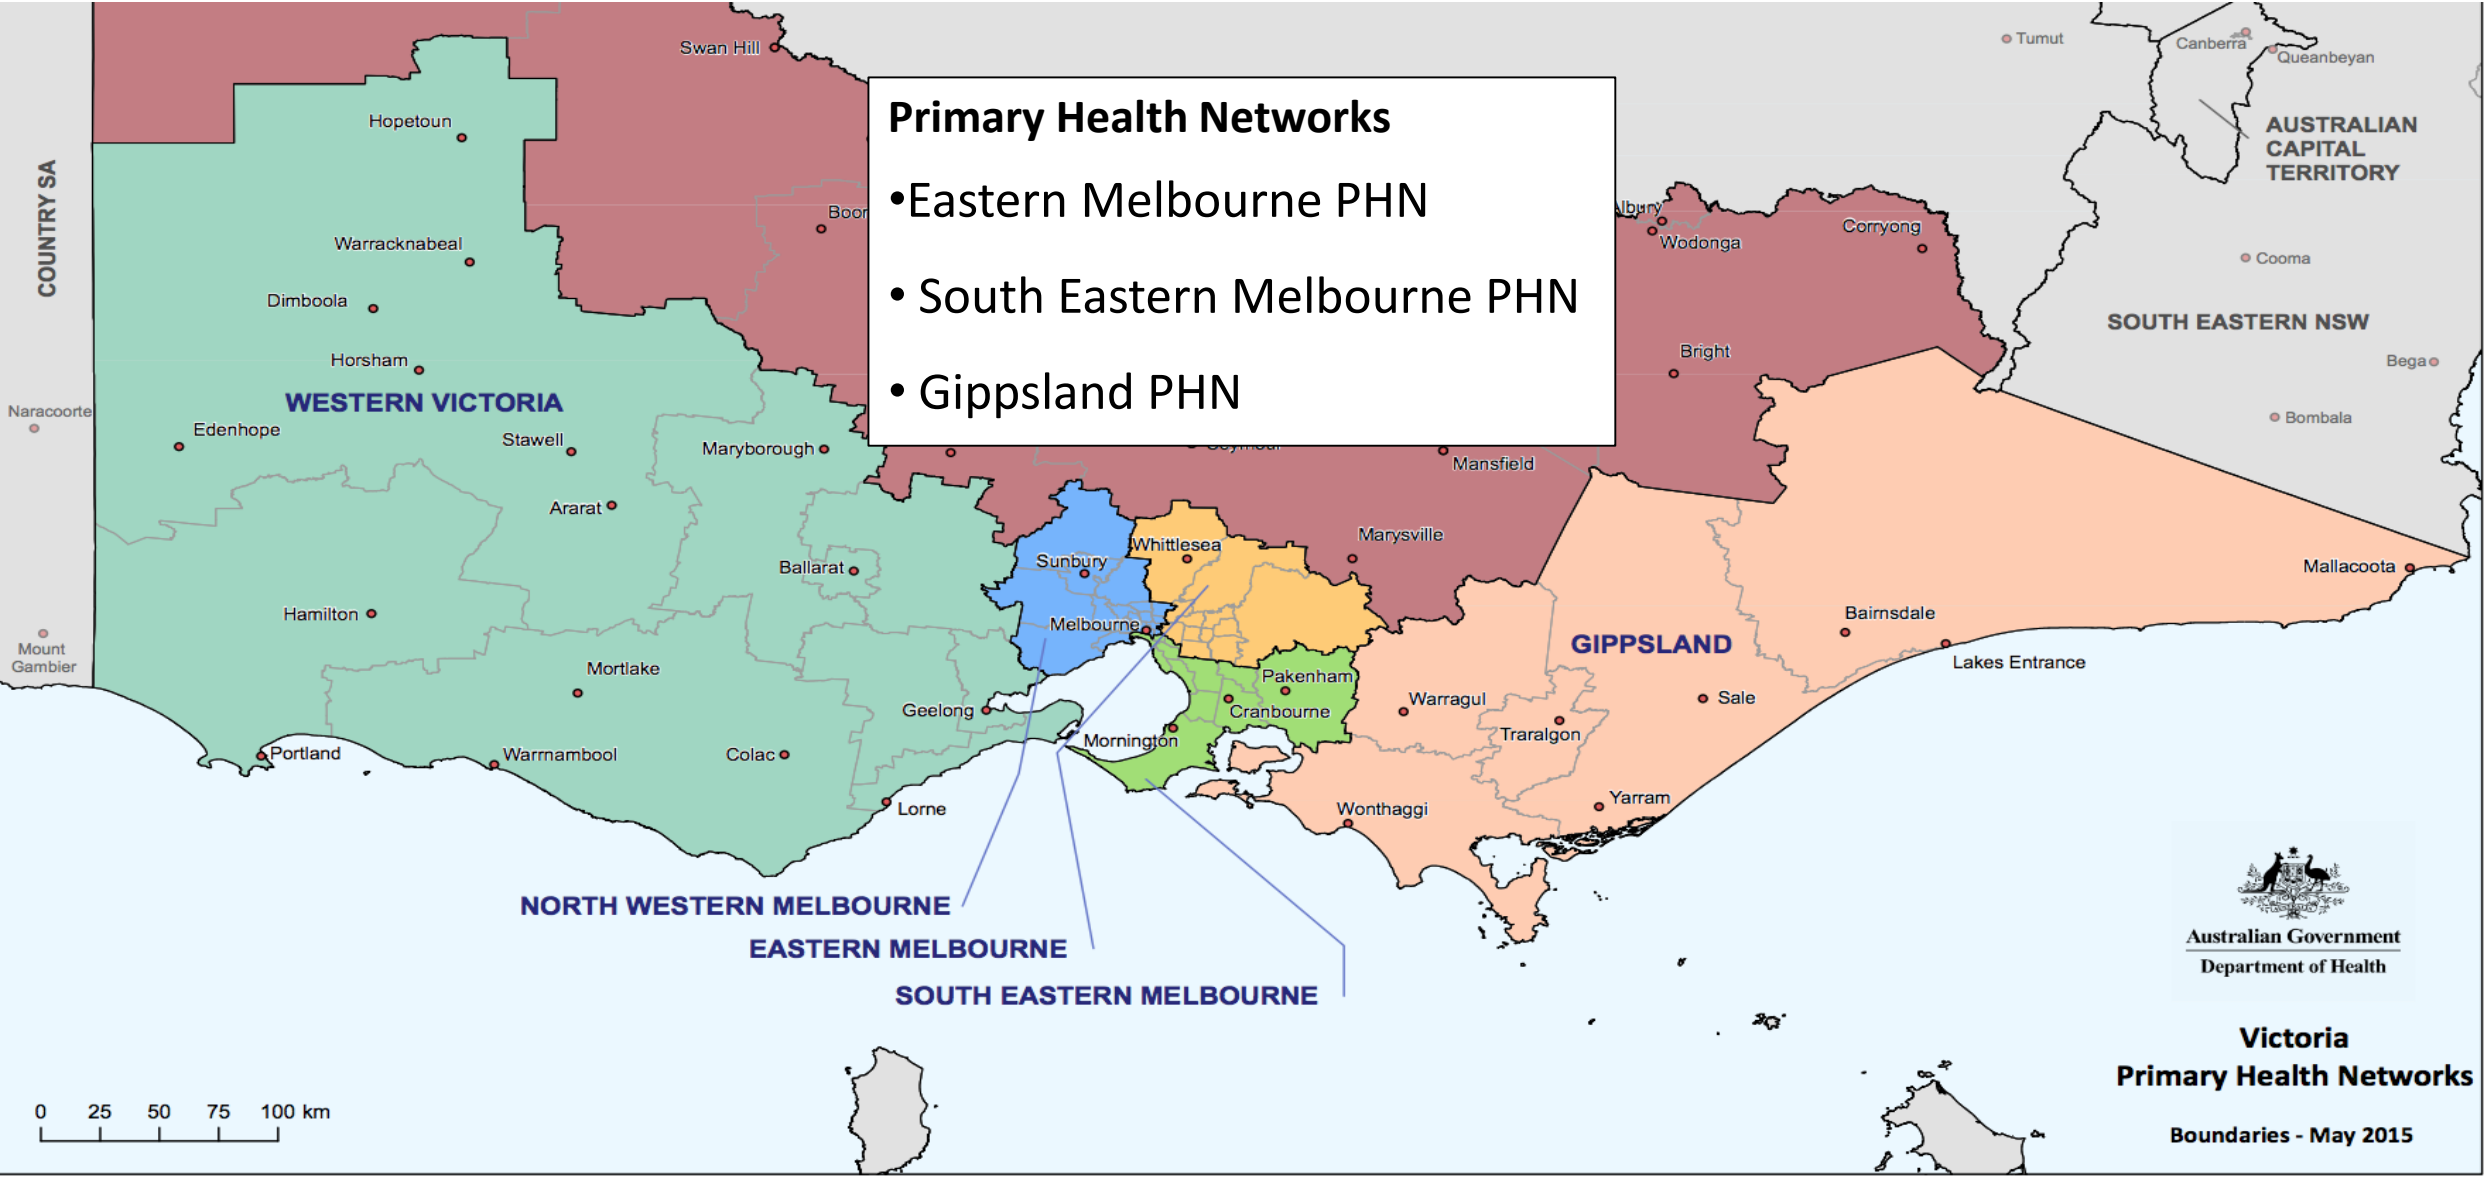 Swan Hill
Tumut
Canberra
Queanbeyan
Hopetoun
Primary Health Networks
•Eastern Melbourne PHN
• South Eastern Melbourne PHN
• Gippsland PHN
AUSTRALIAN
CAPITAL
TERRITORY
COUNTRY SA
Boor
lbury
Wodonga
Corryong
Warracknabeal
Cooma
Dimboola
SOUTH EASTERN NSW
Horsham
Bright
Bega
WESTERN VICTORIA
Naracoorte
Bombala
Edenhope
Stawell
Maryborough
Mansfield
Ararat
Marysville
Whittlesea
Sunbury
Ballarat
Mallacoota
Hamilton
Melbourne
Bairnsdale
GIPPSLAND
Mount
Gambier
Lakes Entrance
Mortlake
Pakenham
Geelong
Cranbourne
Warragul
Sale
Mornington
Traralgon
Portland
Warrnambool
Colac
Lorne
Wonthaggi
Yarram
NORTH WESTERN MELBOURNE
EASTERN MELBOURNE
SOUTH EASTERN MELBOURNE
Australian Government
Department of Health
Victoria
Primary Health Networks
Boundaries - May 2015
0 25 50 75 100 km